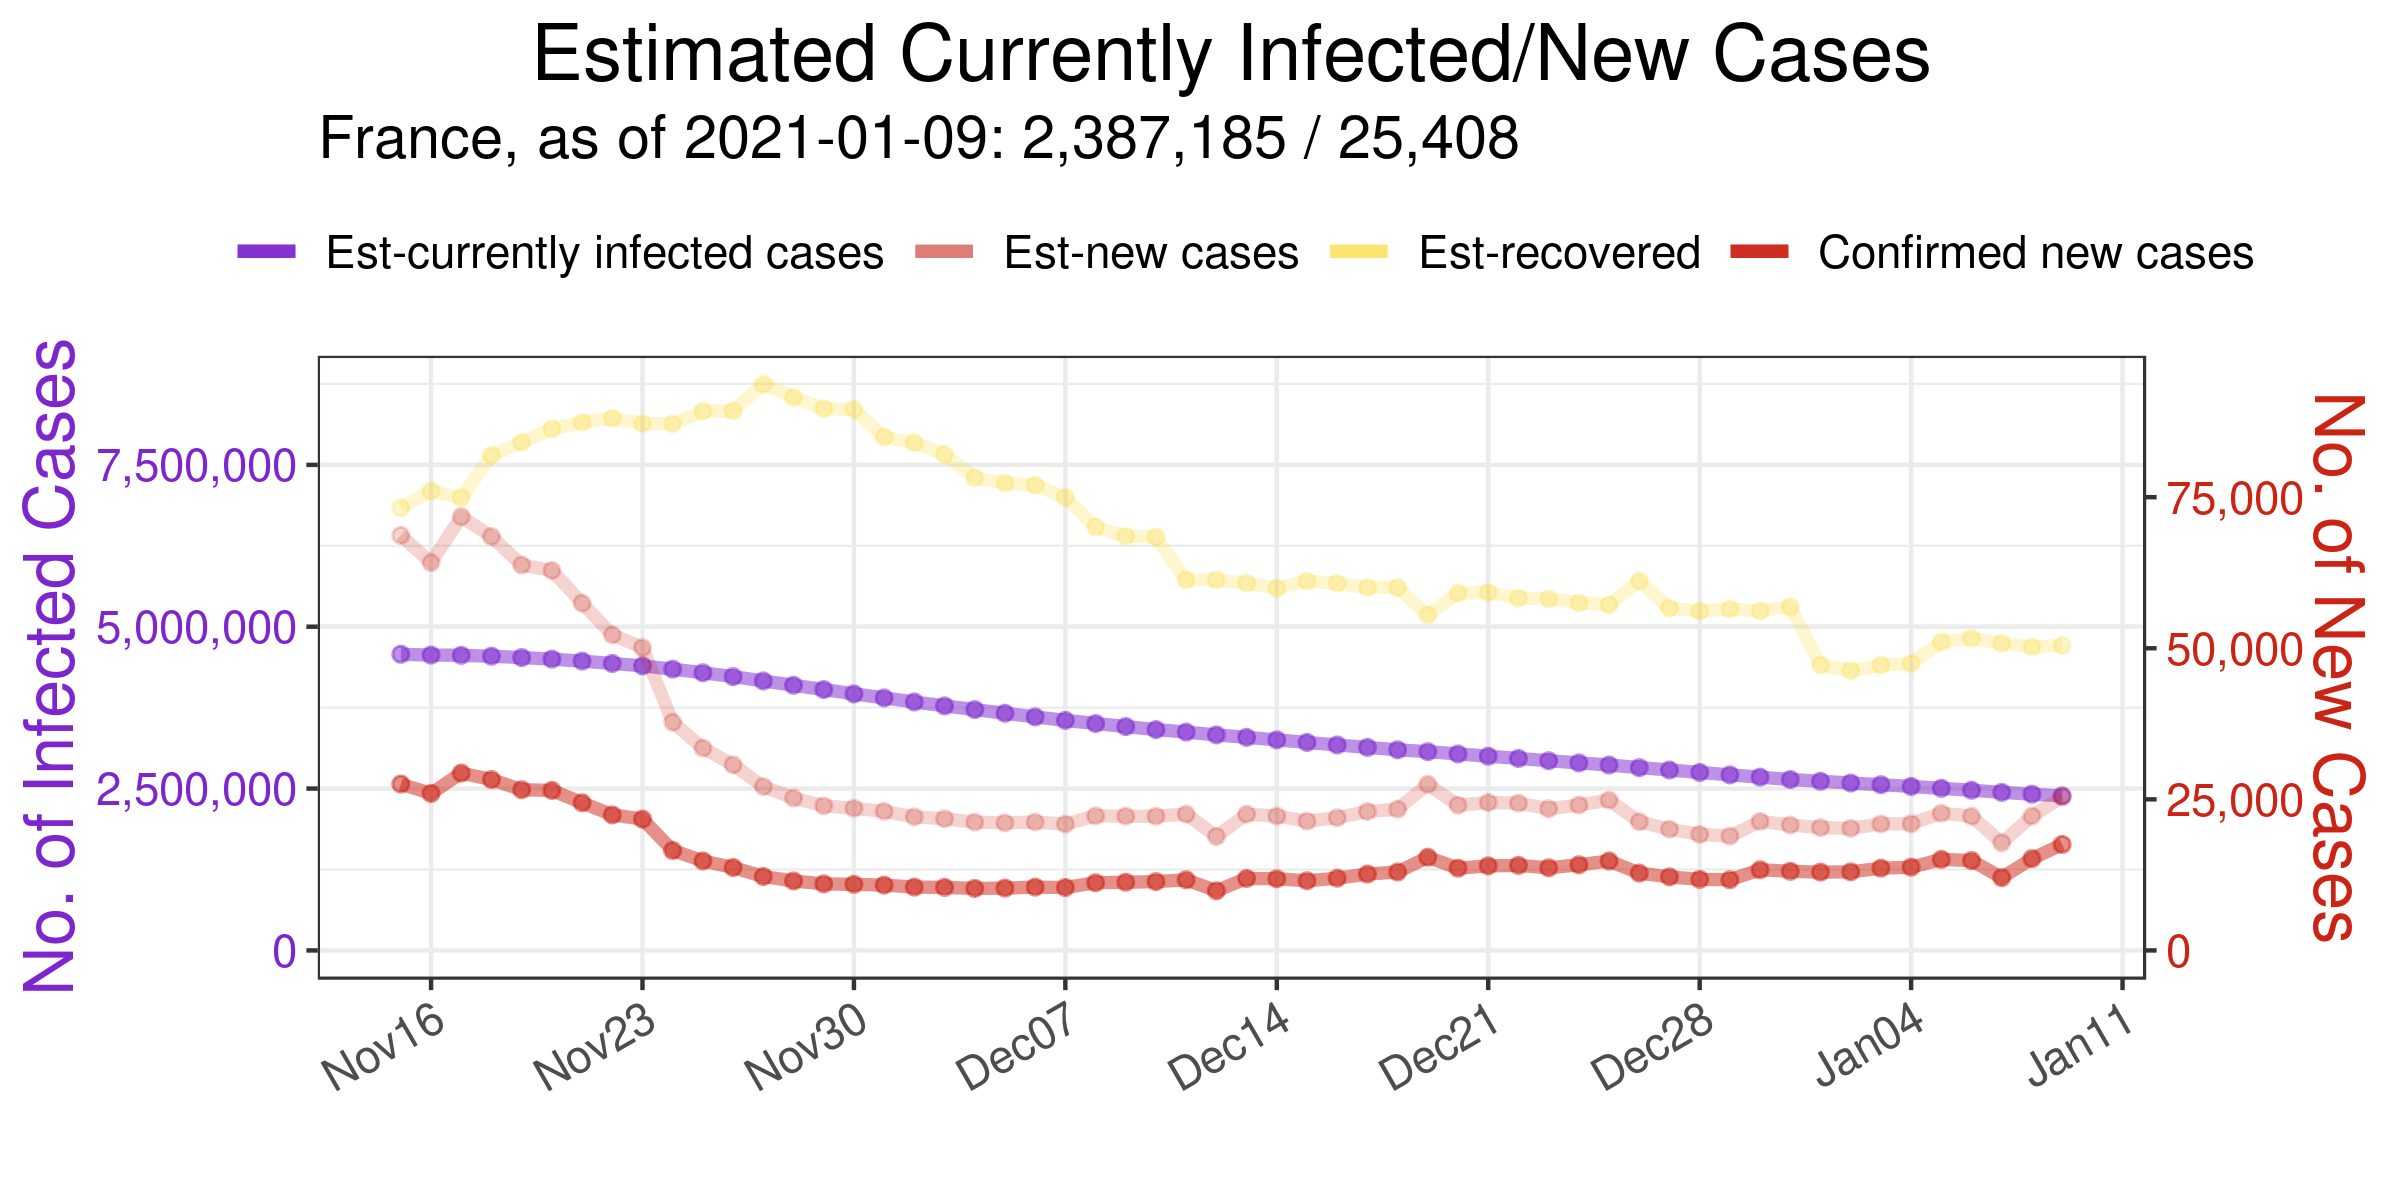 Estimated Currently Infected/New Cases
France, as of 2021-01-09: 2,387,185 / 25,408
Est-currently infected cases Est-new cases Est-recovered Confirmed new cases
No. of Infected Cases
7,500,000
5,000,000
2,500,000
0
75,000
50,000
25,000
0
No. of New Cases
Nov16 Nov23 Nov30 Dec07 Dec14 Dec21 Dec28 Jan04 Jan11